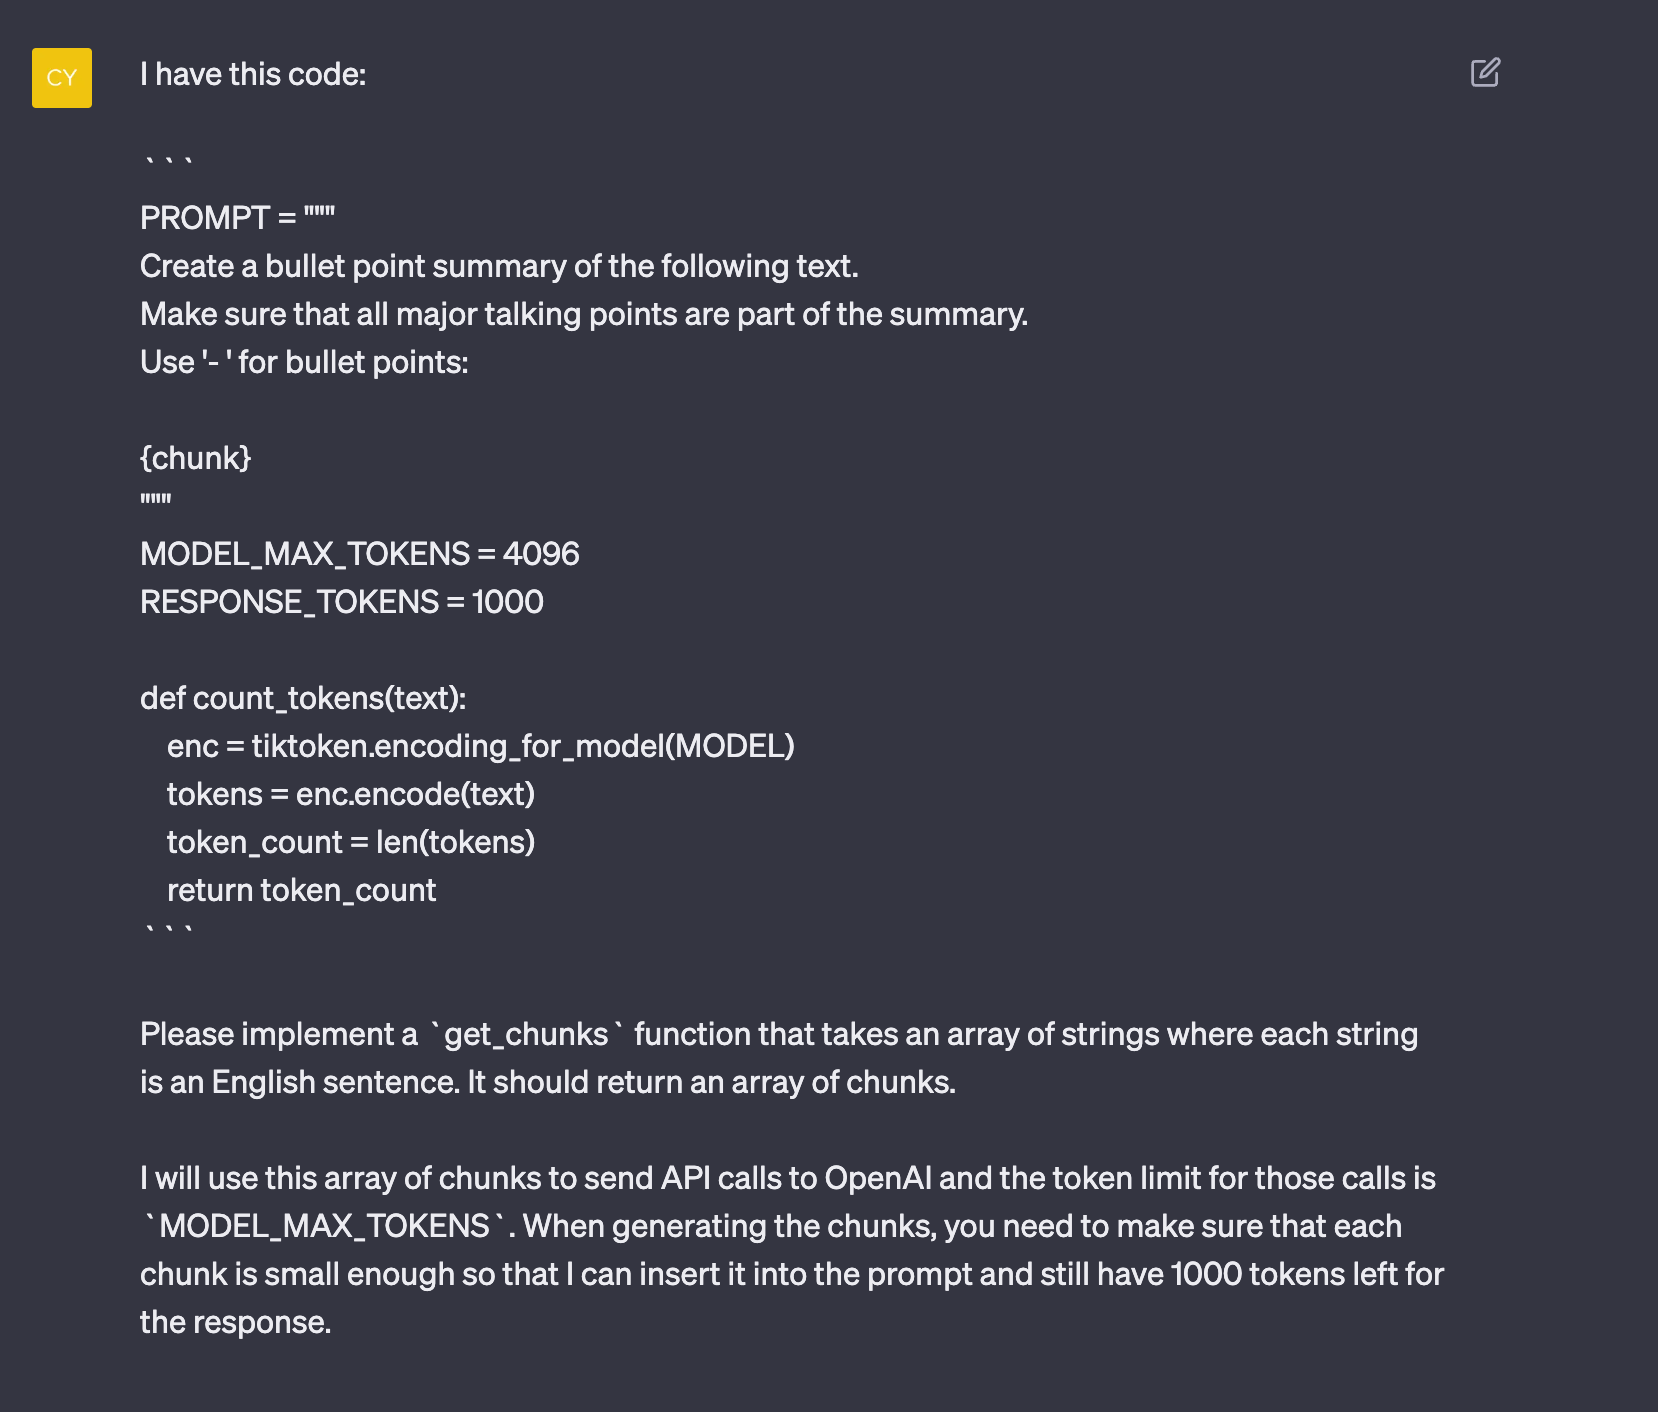 CY
I have this code:
```
PROMPT = """
Create a bullet point summary of the following text.
Make sure that all major talking points are part of the summary.
Use '- ' for bullet points:
{chunk}
"""
MODEL_MAX_TOKENS = 4096
RESPONSE_TOKENS = 1000
def count_tokens(text):
enc = tiktoken.encoding_for_model(MODEL)
tokens = enc.encode(text)
token_count = len(tokens)
return token_count
```
Please implement a `get_chunks` function that takes an array of strings where each string
is an English sentence. It should return an array of chunks.
I will use this array of chunks to send API calls to OpenAI and the token limit for those calls is
`MODEL_MAX_TOKENS`. When generating the chunks, you need to make sure that each
chunk is small enough so that I can insert it into the prompt and still have 1000 tokens left for
the response.